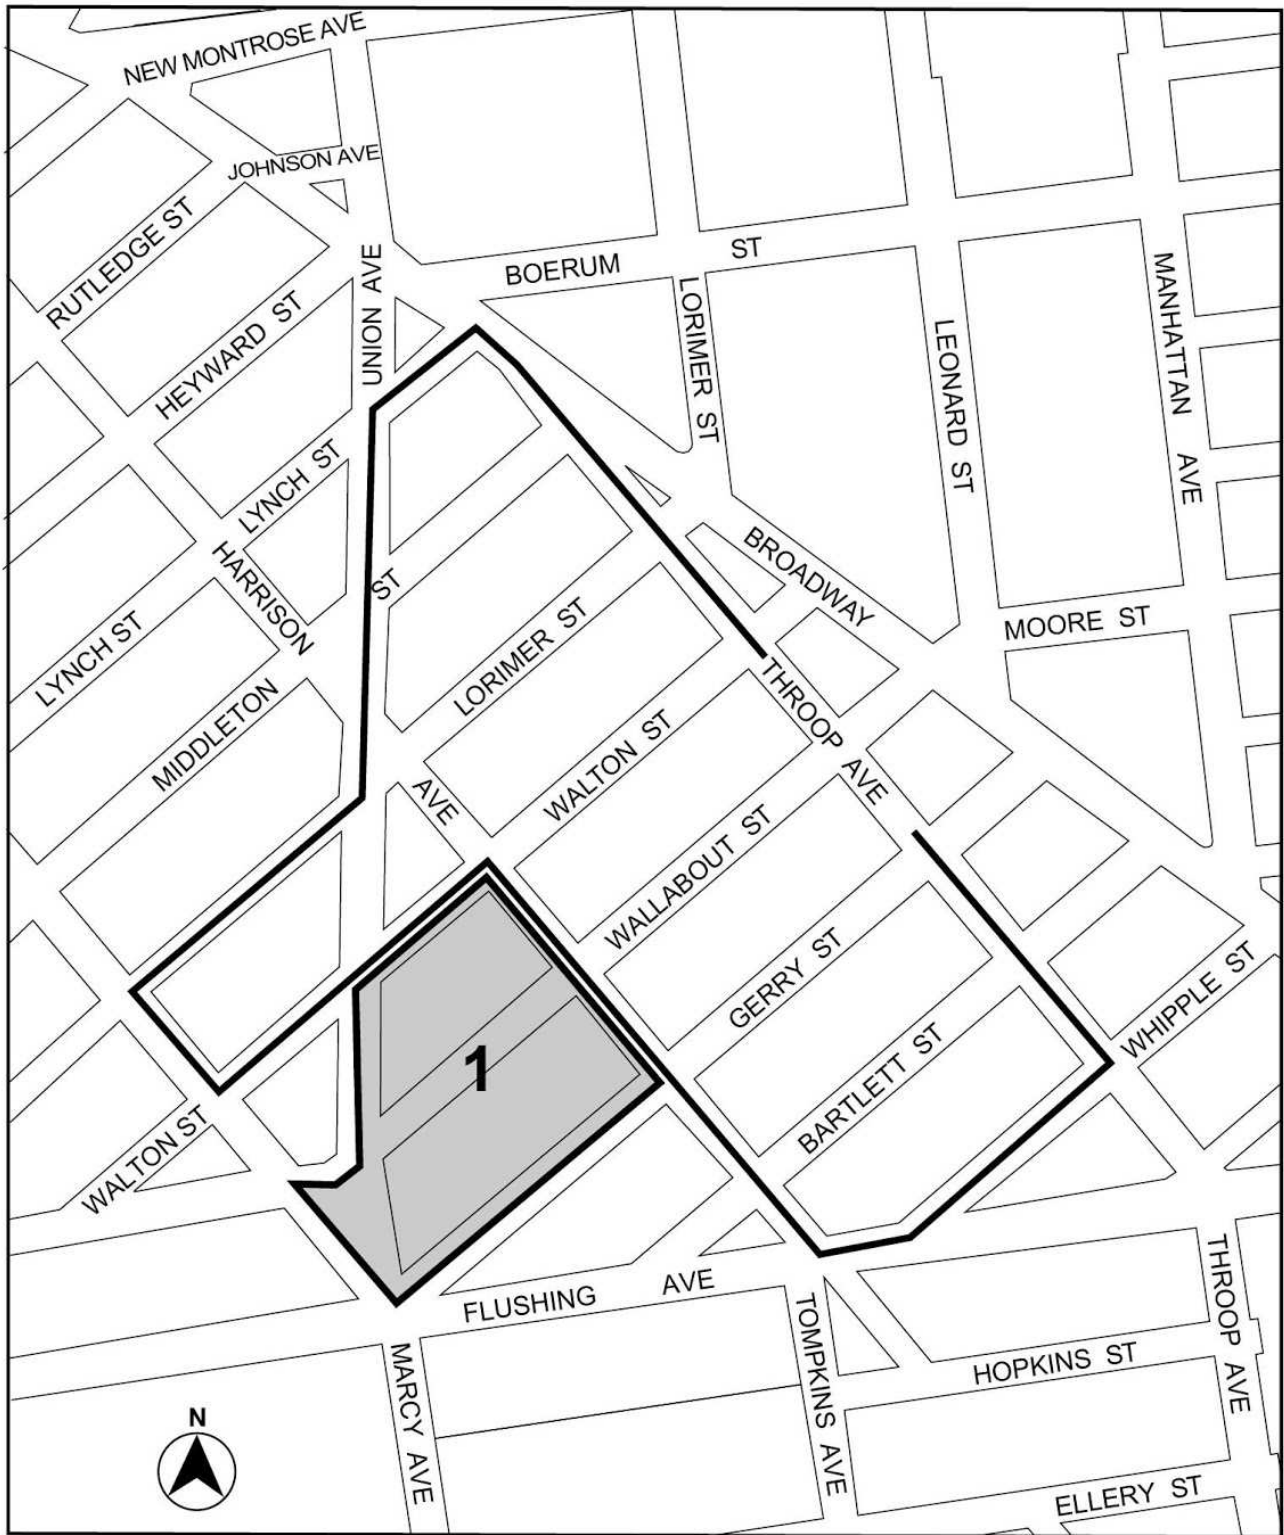 NEW MONTROSE AVE
JOHNSON AVE
RUTLEDGE ST
HEYWARD ST
UNION AVE
BOERUM ST
LORIMER ST
LEONARD ST
MANHATTAN AVE
LYNCH ST
HARRISON AVE
ST
BROADWAY
MOORE ST
LYNCH ST
MIDDLETON
LORIMER ST
THROOP AVE
WALTON ST
WALLABOUT ST
GERRY ST
WHIPPLE ST
BARTLETT ST
1
WALTON ST
FLUSHING AVE
THROOP AVE
TOMPKINS AVE
HOPKINS ST
MARCY AVE
N
ELLERY ST